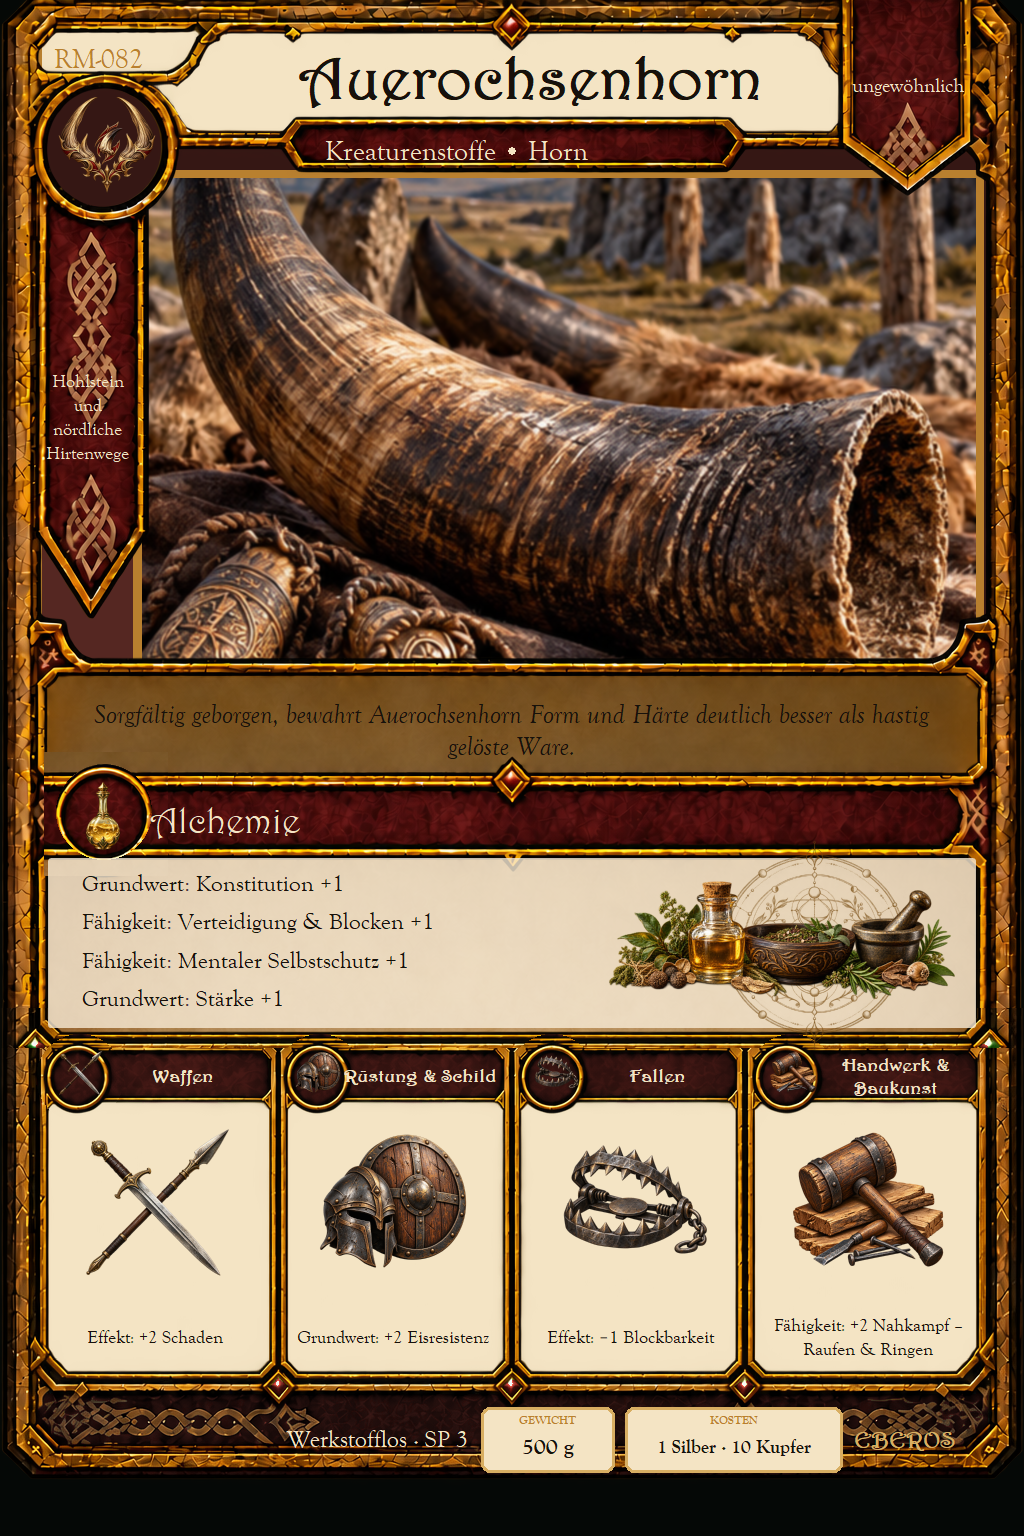 RM-082
Auerochsenhorn
ungewöhnlich
Kreaturenstoffe • Horn
Hohlstein
und
nördliche
Hirtenwege
Sorgfältig geborgen, bewahrt Auerochsenhorn Form und Härte deutlich besser als hastig
gelöste Ware.
Alchemie
Grundwert: Konstitution +1
Fähigkeit: Verteidigung & Blocken +1
Fähigkeit: Mentaler Selbstschutz +1
Grundwert: Stärke +1
Waffen
Effekt: +2 Schaden
Rüstung & Schild
Grundwert: +2 Eisresistenz
Fallen
Effekt: −1 Blockbarkeit
Handwerk &
Baukunst
Fähigkeit: +2 Nahkampf –
Raufen & Ringen
Werkstofflos · SP 3
GEWICHT
500 g
KOSTEN
1 Silber · 10 Kupfer
EBEROS